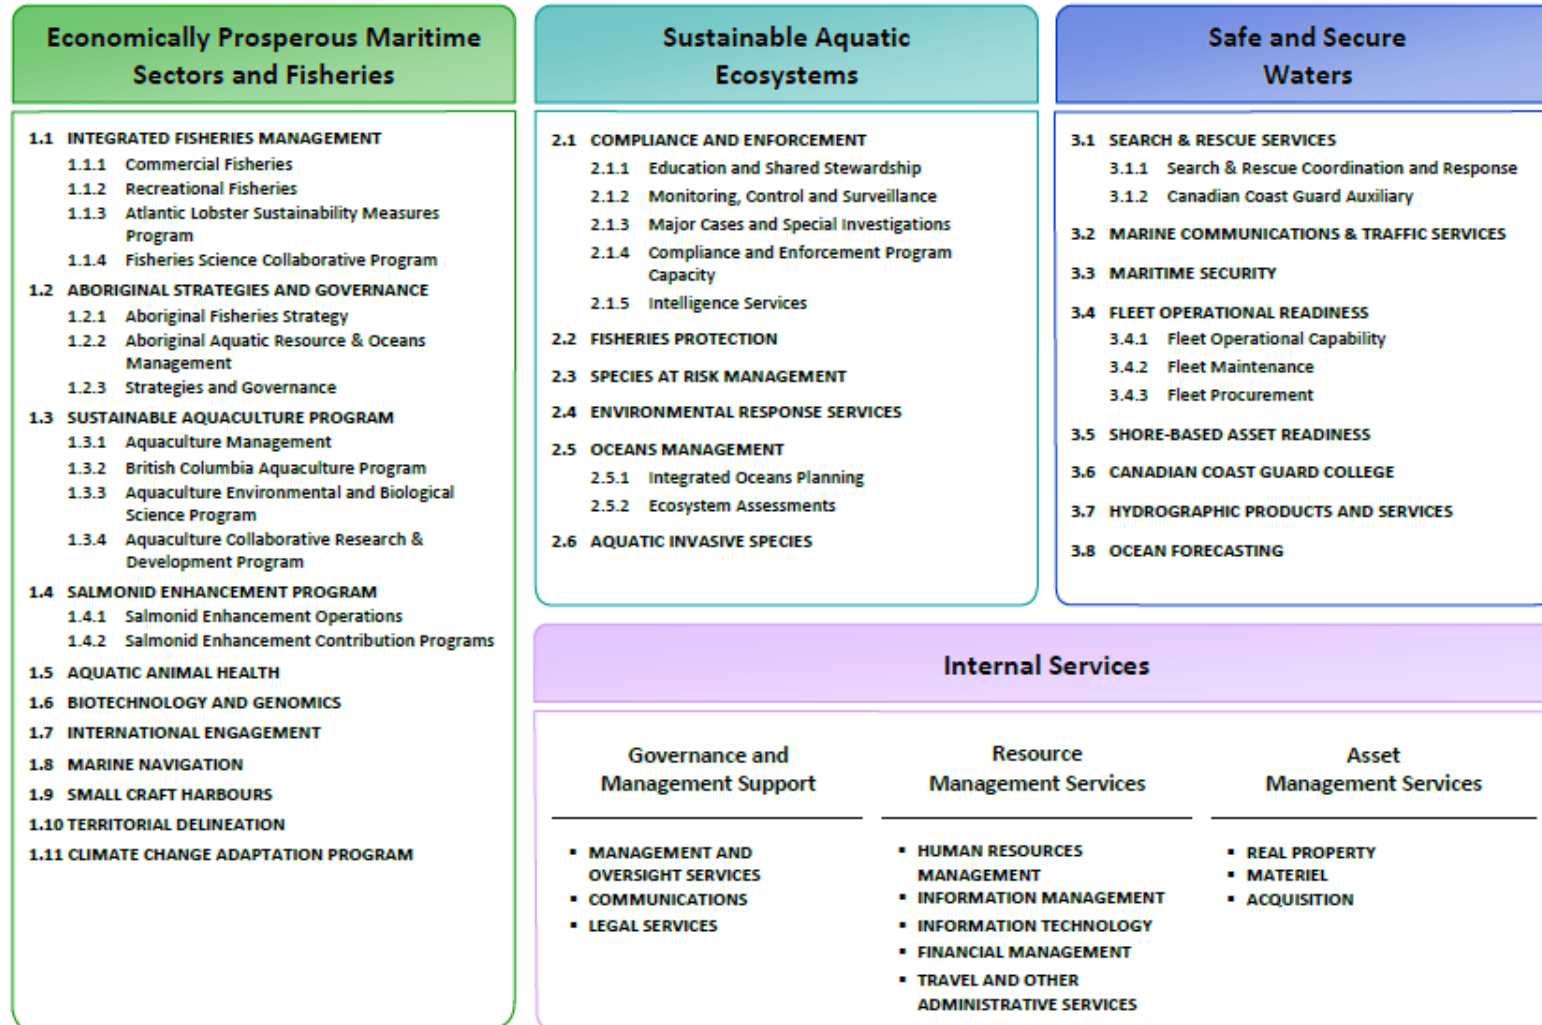 Economically Prosperous Maritime
Sectors and Fisheries
1.1 INTEGRATED FISHERIES MANAGEMENT
1.1.1 Commercial Fisheries
1.1.2 Recreational Fisheries
1.1.3 Atlantic Lobster Sustainability Measures
Program
1.1.4 Fisheries Science Collaborative Program
1.2 ABORIGINAL STRATEGIES AND GOVERNANCE
1.2.1 Aboriginal Fisheries Strategy
1.2.2 Aboriginal Aquatic Resource & Oceans
Management
1.2.3 Strategies and Governance
1.3 SUSTAINABLE AQUACULTURE PROGRAM
1.3.1 Aquaculture Management
1.3.2 British Columbia Aquaculture Program
1.3.3 Aquaculture Environmental and Biological
Science Program
1.3.4 Aquaculture Collaborative Research &
Development Program
1.4 SALMONID ENHANCEMENT PROGRAM
1.4.1 Salmonid Enhancement Operations
1.4.2 Salmonid Enhancement Contribution Programs
1.5 AQUATIC ANIMAL HEALTH
1.6 BIOTECHNOLOGY AND GENOMICS
1.7 INTERNATIONAL ENGAGEMENT
1.8 MARINE NAVIGATION
1.9 SMALL CRAFT HARBOURS
1.10 TERRITORIAL DELINEATION
1.11 CLIMATE CHANGE ADAPTATION PROGRAM
Sustainable Aquatic
Ecosystems
2.1 COMPLIANCE AND ENFORCEMENT
2.1.1 Education and Shared Stewardship
2.1.2 Monitoring, Control and Surveillance
2.1.3 Major Cases and Special Investigations
2.1.4 Compliance and Enforcement Program
Capacity
2.1.5 Intelligence Services
2.2 FISHERIES PROTECTION
2.3 SPECIES AT RISK MANAGEMENT
2.4 ENVIRONMENTAL RESPONSE SERVICES
2.5 OCEANS MANAGEMENT
2.5.1 Integrated Oceans Planning
2.5.2 Ecosystem Assessments
2.6 AQUATIC INVASIVE SPECIES
Safe and Secure
Waters
3.1 SEARCH & RESCUE SERVICES
3.1.1 Search & Rescue Coordination and Response
3.1.2 Canadian Coast Guard Auxiliary
3.2 MARINE COMMUNICATIONS & TRAFFIC SERVICES
3.3 MARITIME SECURITY
3.4 FLEET OPERATIONAL READINESS
3.4.1 Fleet Operational Capability
3.4.2 Fleet Maintenance
3.4.3 Fleet Procurement
3.5 SHORE-BASED ASSET READINESS
3.6 CANADIAN COAST GUARD COLLEGE
3.7 HYDROGRAPHIC PRODUCTS AND SERVICES
3.8 OCEAN FORECASTING
Internal Services
Governance and
Management Support
▪ MANAGEMENT AND
OVERSIGHT SERVICES
▪ COMMUNICATIONS
▪ LEGAL SERVICES
Resource
Management Services
▪ HUMAN RESOURCES
MANAGEMENT
▪ INFORMATION MANAGEMENT
▪ INFORMATION TECHNOLOGY
▪ FINANCIAL MANAGEMENT
▪ TRAVEL AND OTHER
ADMINISTRATIVE SERVICES
Asset
Management Services
▪ REAL PROPERTY
▪ MATERIEL
▪ ACQUISITION